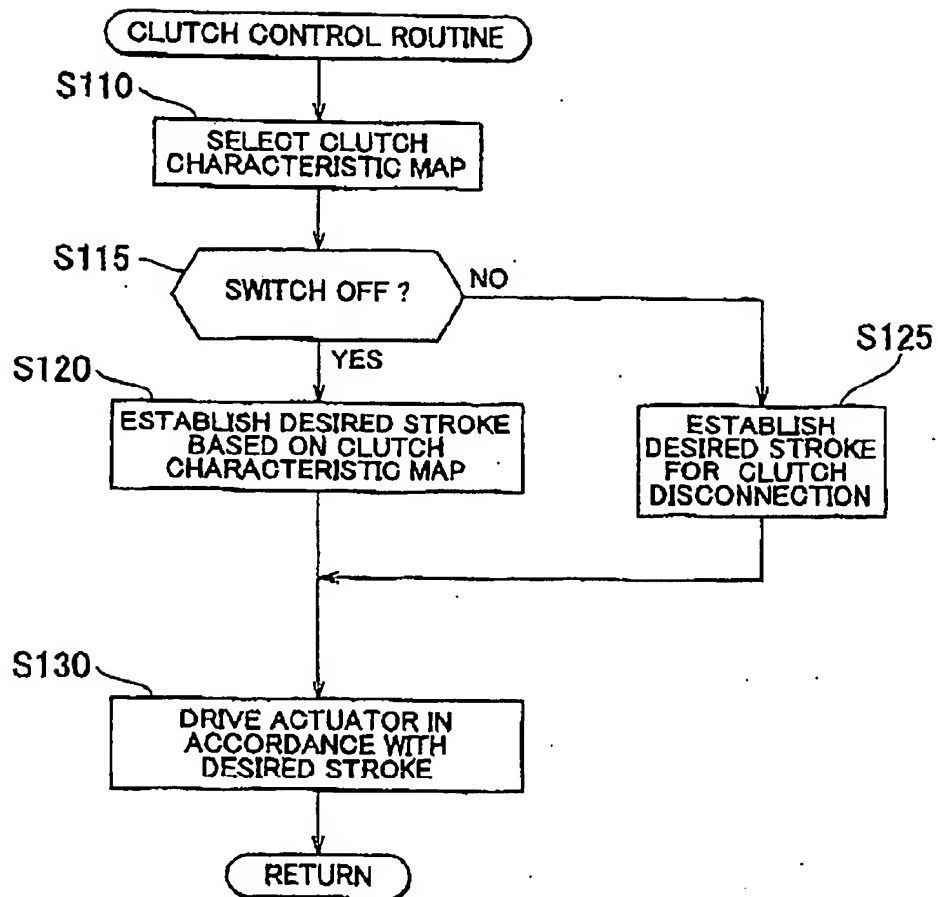 CLUTCH CONTROL ROUTINE
S110
SELECT CLUTCH
CHARACTERISTIC MAP
S115
SWITCH OFF ?
NO
YES
S120
S125
ESTABLISH DESIRED STROKE
BASED ON CLUTCH
CHARACTERISTIC MAP
ESTABLISH
DESIRED STROKE
FOR CLUTCH
DISCONNECTION
S130
DRIVE ACTUATOR IN
ACCORDANCE WITH
DESIRED STROKE
RETURN